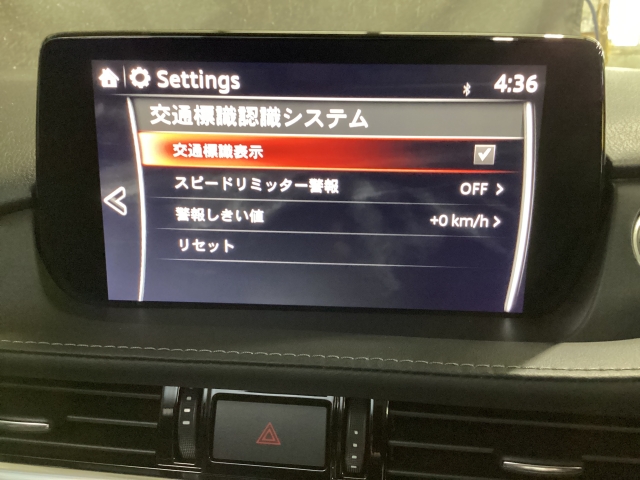 Settings 4:36
交通標識認識システム
交通標識表示
スピードリミッター警報 OFF
警報しきい値 +0 km/h
リセット